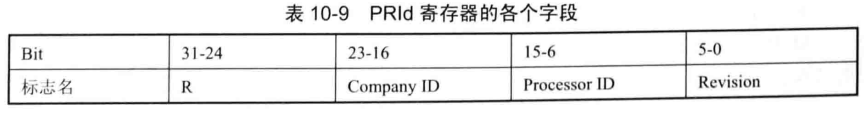 表 10-9 PRId 寄存器的各个字段
Bit 31-24 23-16 15-6 5-0
标志名 R Company ID Processor ID Revision